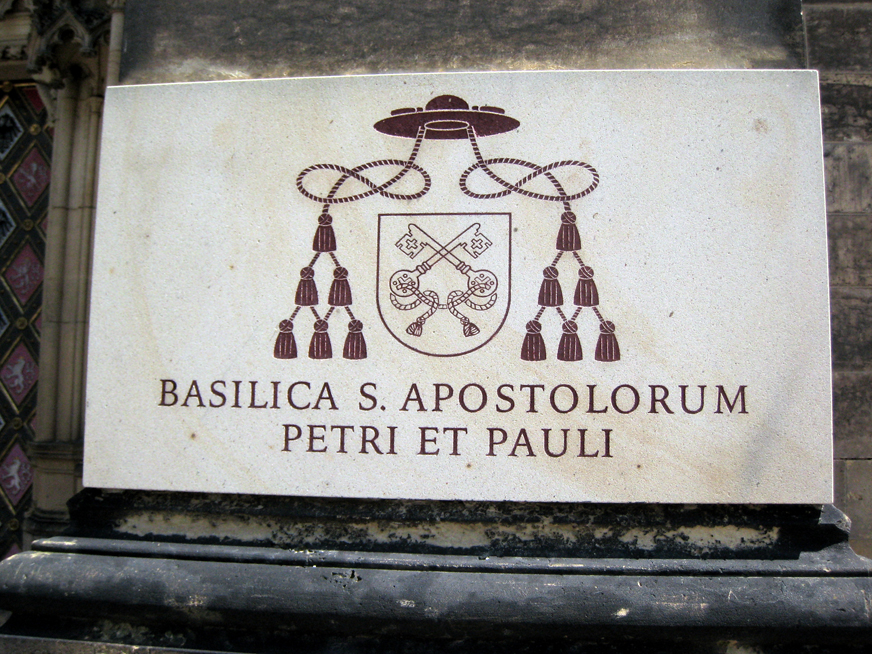 BASILICA S. APOSTOLORUM
PETRI ET PAULI